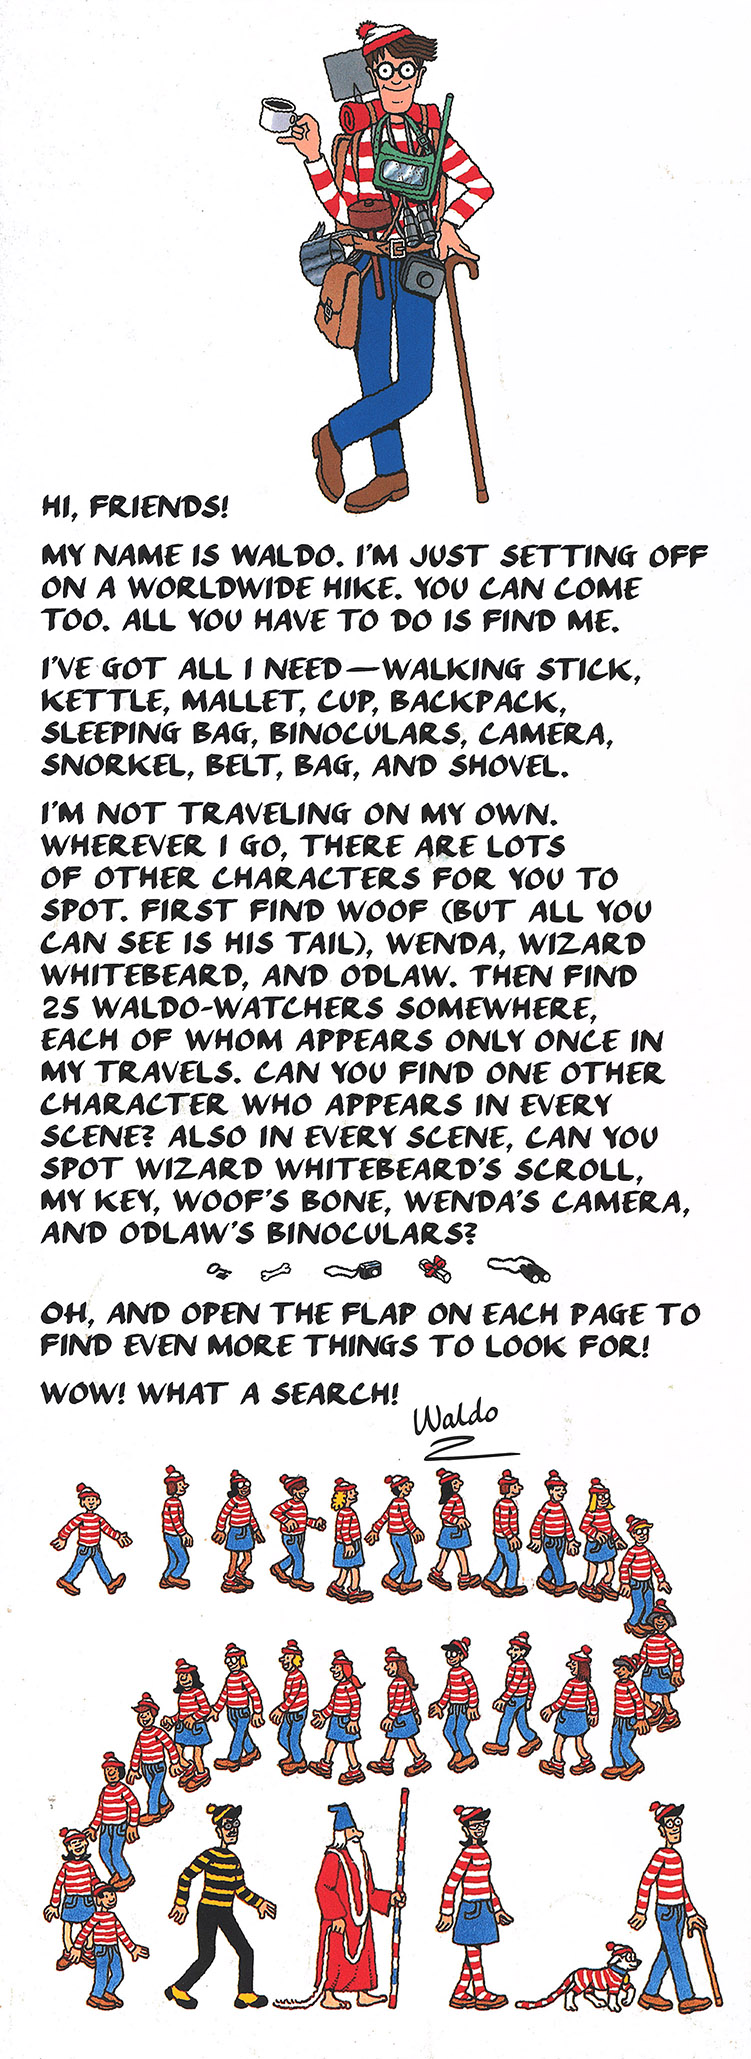 HI, FRIENDS!
MY NAME IS WALDO. I'M JUST SETTING OFF
ON A WORLDWIDE HIKE. YOU CAN COME
TOO. ALL YOU HAVE TO DO IS FIND ME.
I'VE GOT ALL I NEED—WALKING STICK,
KETTLE, MALLET, CUP, BACKPACK,
SLEEPING BAG, BINOCULARS, CAMERA,
SNORKEL, BELT, BAG, AND SHOVEL.
I'M NOT TRAVELING ON MY OWN.
WHEREVER I GO, THERE ARE LOTS
OF OTHER CHARACTERS FOR YOU TO
SPOT. FIRST FIND WOOF (BUT ALL YOU
CAN SEE IS HIS TAIL), WENDA, WIZARD
WHITEBEARD, AND ODLAW. THEN FIND
25 WALDO-WATCHERS SOMEWHERE,
EACH OF WHOM APPEARS ONLY ONCE IN
MY TRAVELS. CAN YOU FIND ONE OTHER
CHARACTER WHO APPEARS IN EVERY
SCENE? ALSO IN EVERY SCENE, CAN YOU
SPOT WIZARD WHITEBEARD'S SCROLL,
MY KEY, WOOF'S BONE, WENDA'S CAMERA,
AND ODLAW'S BINOCULARS?
OH, AND OPEN THE FLAP ON EACH PAGE TO
FIND EVEN MORE THINGS TO LOOK FOR!
WOW! WHAT A SEARCH!
Waldo